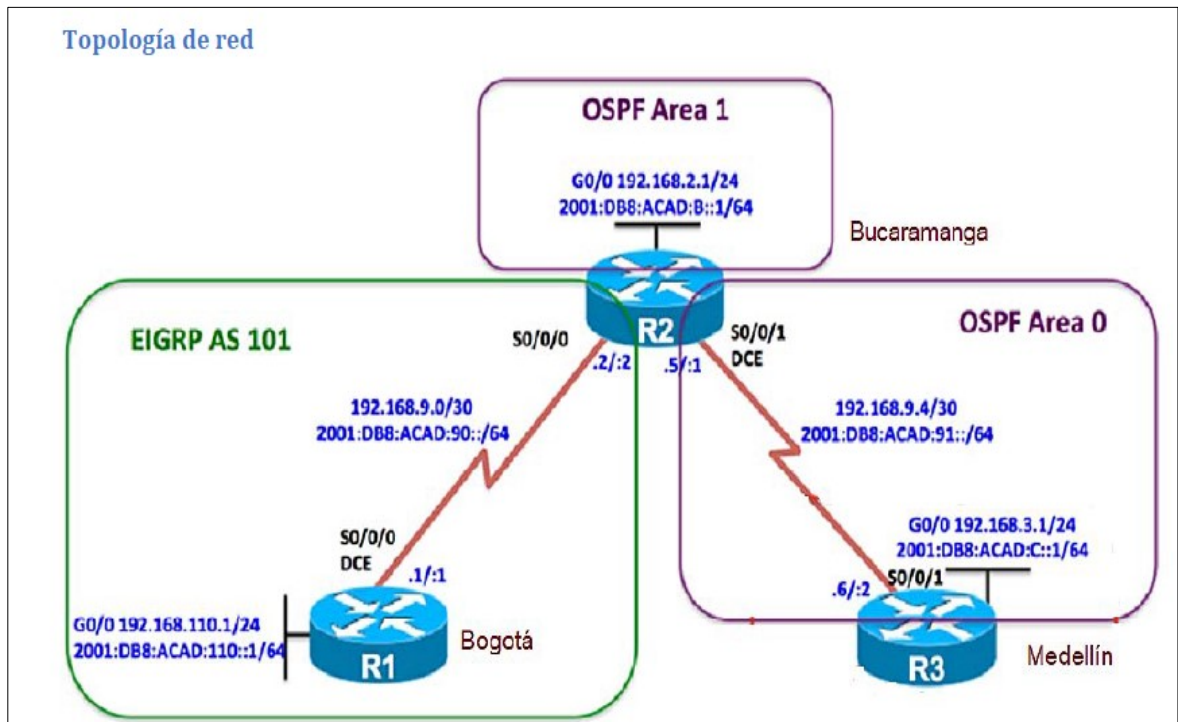 Topología de red
OSPF Area 1
G0/0 192.168.2.1/24
2001:DB8:ACAD:B::1/64
Bucaramanga
R2
EIGRP AS 101
S0/0/0
.2/:2
.5/:1
S0/0/1
DCE
OSPF Area 0
192.168.9.0/30
2001:DB8:ACAD:90::/64
192.168.9.4/30
2001:DB8:ACAD:91::/64
S0/0/0
DCE
.1/:1
G0/0 192.168.3.1/24
2001:DB8:ACAD:C::1/64
.6/:2
S0/0/1
G0/0 192.168.110.1/24
2001:DB8:ACAD:110::1/64
R1
Bogotá
R3
Medellín